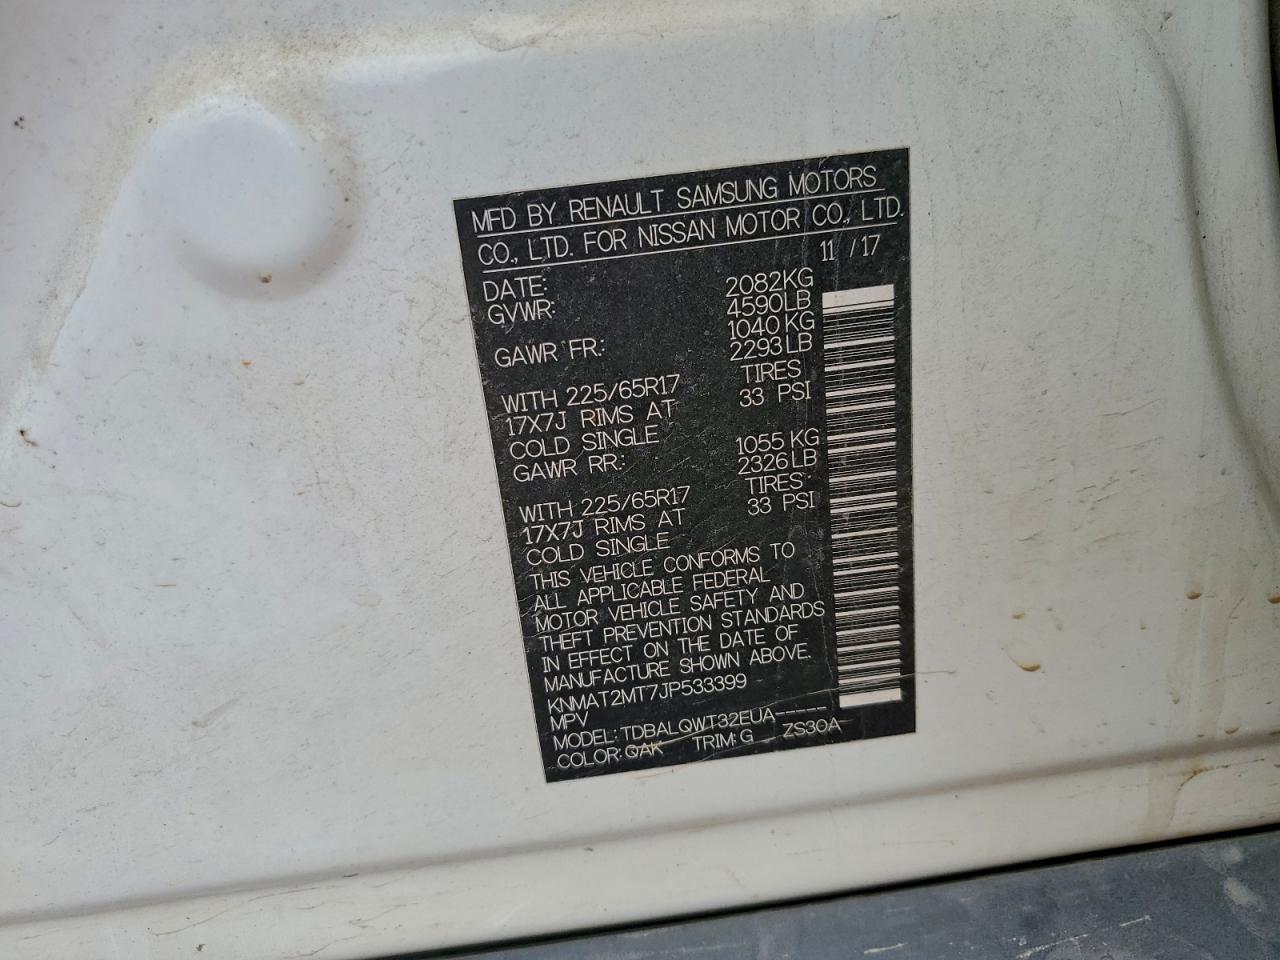 MFD BY RENAULT SAMSUNG MOTORS
CO., LTD. FOR NISSAN MOTOR CO., LTD.
DATE: 11 / 17
GVWR: 2082KG
4590LB
GAWR FR.: 1040 KG
2293LB
WITH 225/65R17 TIRES
17X7J RIMS AT 33 PSI
COLD SINGLE
GAWR RR.: 1055 KG
2326LB
WITH 225/65R17 TIRES
17X7J RIMS AT 33 PSI
COLD SINGLE
THIS VEHICLE CONFORMS TO
ALL APPLICABLE FEDERAL
MOTOR VEHICLE SAFETY AND
THEFT PREVENTION STANDARDS
IN EFFECT ON THE DATE OF
MANUFACTURE SHOWN ABOVE.
KNMAT2MT7JP533399
MPV
MODEL: TDBALQWT32EUA-----
COLOR: QAK TRIM: G ZS30A